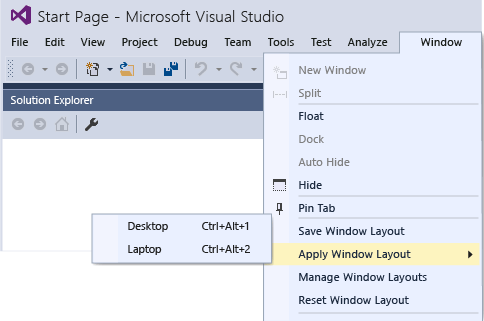 Start Page - Microsoft Visual Studio
File Edit View Project Debug Team Tools Test Analyze Window
Solution Explorer
New Window
Split
Float
Dock
Auto Hide
Hide
Pin Tab
Save Window Layout
Apply Window Layout
Desktop Ctrl+Alt+1
Laptop Ctrl+Alt+2
Manage Window Layouts
Reset Window Layout